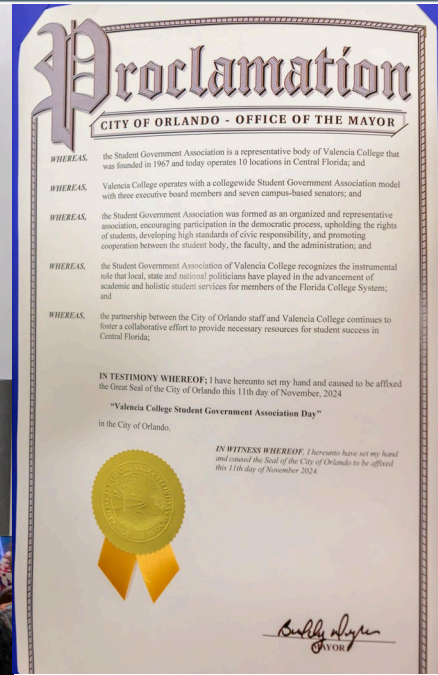 Proclamation
CITY OF ORLANDO - OFFICE OF THE MAYOR
WHEREAS, the Student Government Association is a representative body of Valencia College that
was founded in 1967 and today operates 10 locations in Central Florida; and
WHEREAS, Valencia College operates with a collegewide Student Government Association model
with three executive board members and seven campus-based senators; and
WHEREAS, the Student Government Association was formed as an organized and representative
association, encouraging participation in the democratic process, upholding the rights
of students, developing high standards of civic responsibility, and promoting
cooperation between the student body, the faculty, and the administration; and
WHEREAS, the Student Government Association of Valencia College recognizes the instrumental
role that local, state and national politicians have played in the advancement of
academic and holistic student services for members of the Florida College System;
and
WHEREAS, the partnership between the City of Orlando staff and Valencia College continues to
foster a collaborative effort to provide necessary resources for student success in
Central Florida;
IN TESTIMONY WHEREOF; I have hereunto set my hand and caused to be affixed
the Great Seal of the City of Orlando this 11th day of November, 2024
"Valencia College Student Government Association Day"
in the City of Orlando.
IN WITNESS WHEREOF, I hereunto have set my hand
and caused the Seal of the City of Orlando to be affixed
this 11th day of November 2024.
Buddy Dyer
MAYOR